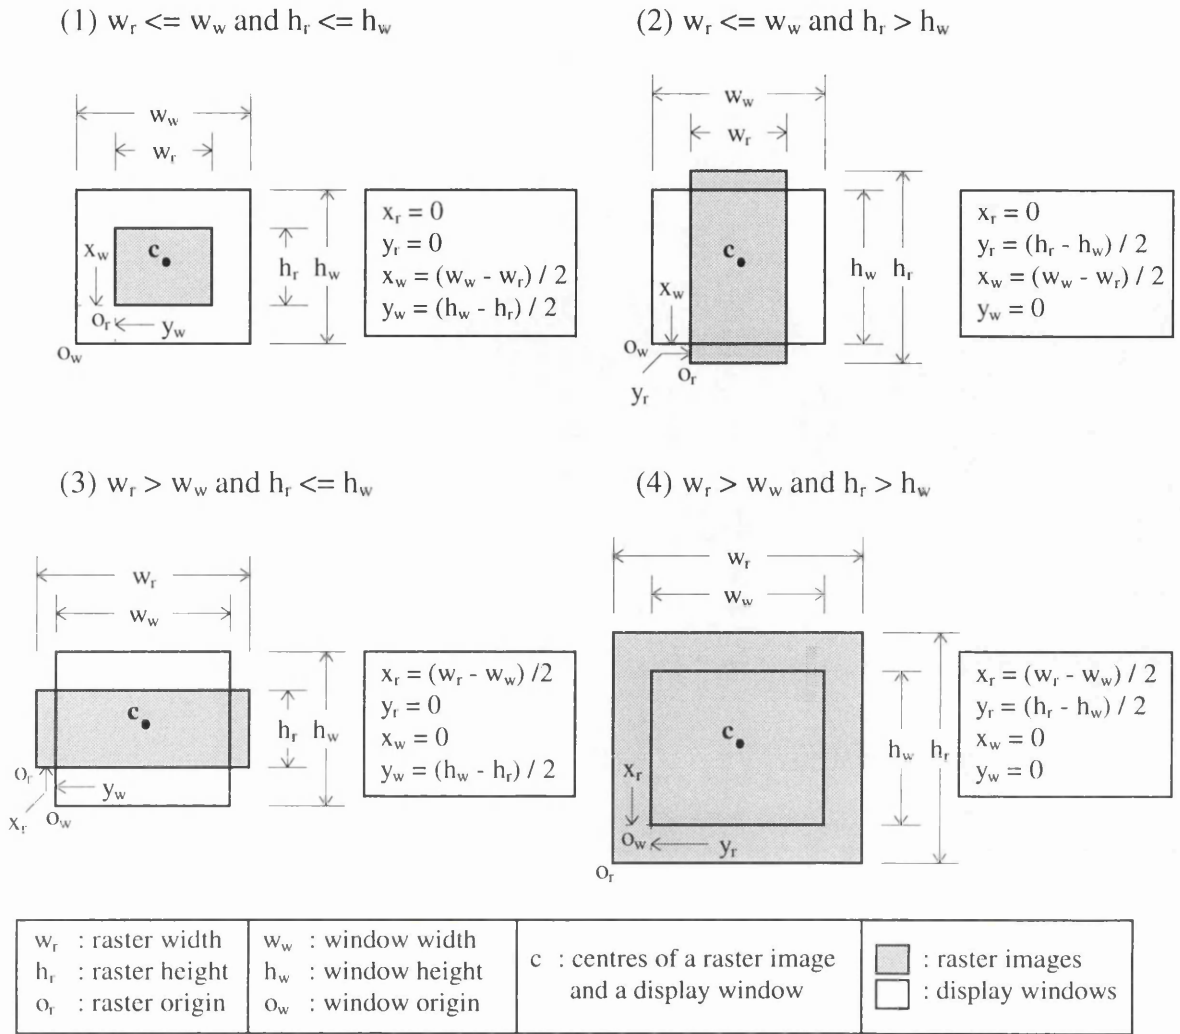 (1) wr <= ww and hr <= hw
ww
wr
c
xw
or
yw
ow
hr
hw
xr = 0
yr = 0
xw = (ww - wr) / 2
yw = (hw - hr) / 2
(2) wr <= ww and hr > hw
ww
wr
c
xw
ow
or
yr
hw
hr
xr = 0
yr = (hr - hw) / 2
xw = (ww - wr) / 2
yw = 0
(3) wr > ww and hr <= hw
wr
ww
c
or
yw
xr
ow
hr
hw
xr = (wr - ww) /2
yr = 0
xw = 0
yw = (hw - hr) / 2
(4) wr > ww and hr > hw
wr
ww
c
xr
ow
yr
or
hw
hr
xr = (wr - ww) / 2
yr = (hr - hw) / 2
xw = 0
yw = 0
wr : raster width
hr : raster height
or : raster origin
ww : window width
hw : window height
ow : window origin
c : centres of a raster image
and a display window
: raster images
: display windows